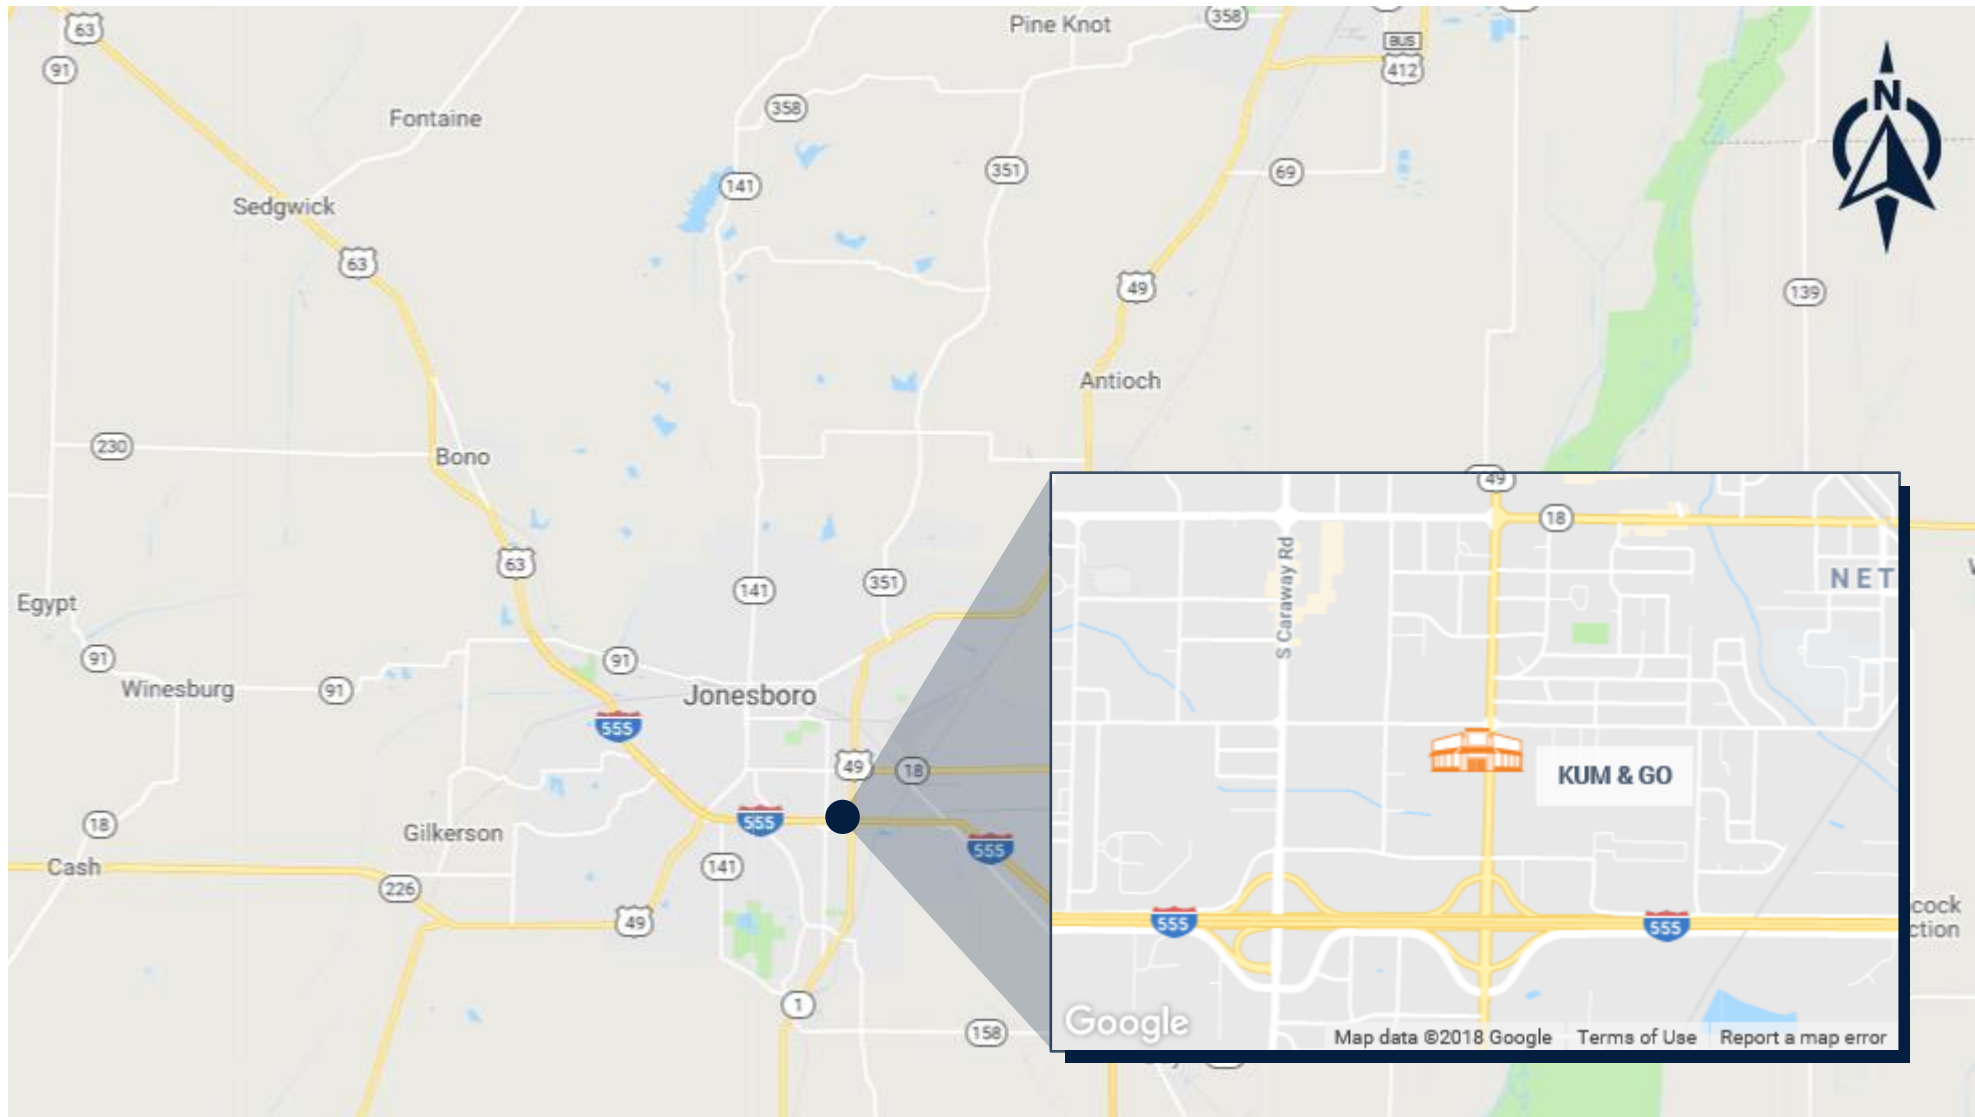 63
358
Pine Knot
BUS
412
91
N
358
Fontaine
351
69
141
Sedgwick
63
49
139
Antioch
230
Bono
49
18
S Caraway Rd
63
NET
141
351
Egypt
91
91
Winesburg
91
Jonesboro
555
49
18
KUM & GO
18
555
Gilkerson
555
Cash
141
226
49
555
555
cock
ction
1
158
Google
Map data ©2018 Google
Terms of Use
Report a map error